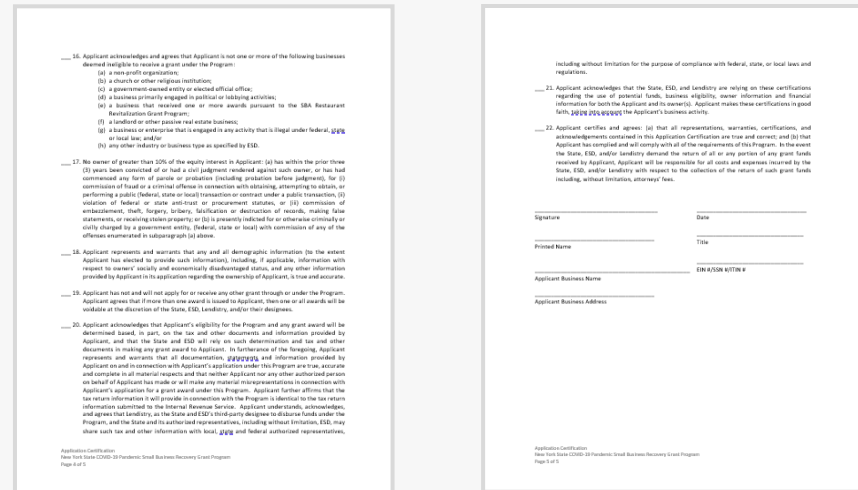 ___ 16. Applicant acknowledges and agrees that Applicant is not one or more of the following businesses
deemed ineligible to receive a grant under the Program:
(a) a non-profit organization;
(b) a church or other religious institution;
(c) a government-owned entity or elected official office;
(d) a business primarily engaged in political or lobbying activities;
(e) a business that received one or more awards pursuant to the SBA Restaurant
Revitalization Grant Program;
(f) a landlord or other passive real estate business;
(g) a business or enterprise that is engaged in any activity that is illegal under federal, state
or local law; and/or
(h) any other industry or business type as specified by ESD.
___ 17. No owner of greater than 10% of the equity interest in Applicant: (a) has within the prior three
(3) years been convicted of or had a civil judgment rendered against such owner, or has had
commenced any form of parole or probation (including probation before judgment), for (i)
commission of fraud or a criminal offense in connection with obtaining, attempting to obtain, or
performing a public (federal, state or local) transaction or contract under a public transaction, (ii)
violation of federal or state anti-trust or procurement statutes, or (iii) commission of
embezzlement, theft, forgery, bribery, falsification or destruction of records, making false
statements, or receiving stolen property; or (b) is presently indicted for or otherwise criminally or
civilly charged by a government entity, (federal, state or local) with commission of any of the
offenses enumerated in subparagraph (a) above.
___ 18. Applicant represents and warrants that any and all demographic information (to the extent
Applicant has elected to provide such information), including, if applicable, information with
respect to owners' socially and economically disadvantaged status, and any other information
provided by Applicant in its application regarding the ownership of Applicant, is true and accurate.
___ 19. Applicant has not and will not apply for or receive any other grant through or under the Program.
Applicant agrees that if more than one award is issued to Applicant, then one or all awards will be
voidable at the discretion of the State, ESD, Lendistry, and/or their designees.
___ 20. Applicant acknowledges that Applicant's eligibility for the Program and any grant award will be
determined based, in part, on the tax and other documents and information provided by
Applicant, and that the State and ESD will rely on such determination and tax and other
documents in making any grant award to Applicant. In furtherance of the foregoing, Applicant
represents and warrants that all documentation, statements and information provided by
Applicant on and in connection with Applicant's application under this Program are true, accurate
and complete in all material respects and that neither Applicant nor any other authorized person
on behalf of Applicant has made or will make any material misrepresentations in connection with
Applicant's application for a grant award under this Program. Applicant further affirms that the
tax return information it will provide in connection with the Program is identical to the tax return
information submitted to the Internal Revenue Service. Applicant understands, acknowledges,
and agrees that Lendistry, as the State and ESD's third-party designee to disburse funds under the
Program, and the State and its authorized representatives, including without limitation, ESD, may
share such tax and other information with local, state and federal authorized representatives,
Application Certification
New York State COVID-19 Pandemic Small Business Recovery Grant Program
Page 4 of 5
including without limitation for the purpose of compliance with federal, state, or local laws and
regulations.
___ 21. Applicant acknowledges that the State, ESD, and Lendistry are relying on these certifications
regarding the use of potential funds, business eligibility, owner information and financial
information for both the Applicant and its owner(s). Applicant makes these certifications in good
faith, taking into account the Applicant's business activity.
___ 22. Applicant certifies and agrees: (a) that all representations, warranties, certifications, and
acknowledgements contained in this Application Certification are true and correct; and (b) that
Applicant has complied and will comply with all of the requirements of this Program. In the event
the State, ESD, and/or Lendistry demand the return of all or any portion of any grant funds
received by Applicant, Applicant will be responsible for all costs and expenses incurred by the
State, ESD, and/or Lendistry with respect to the collection of the return of such grant funds
including, without limitation, attorneys' fees.
Signature
Date
Printed Name
Title
Applicant Business Name
EIN #/SSN #/ITIN #
Applicant Business Address
Application Certification
New York State COVID-19 Pandemic Small Business Recovery Grant Program
Page 5 of 5